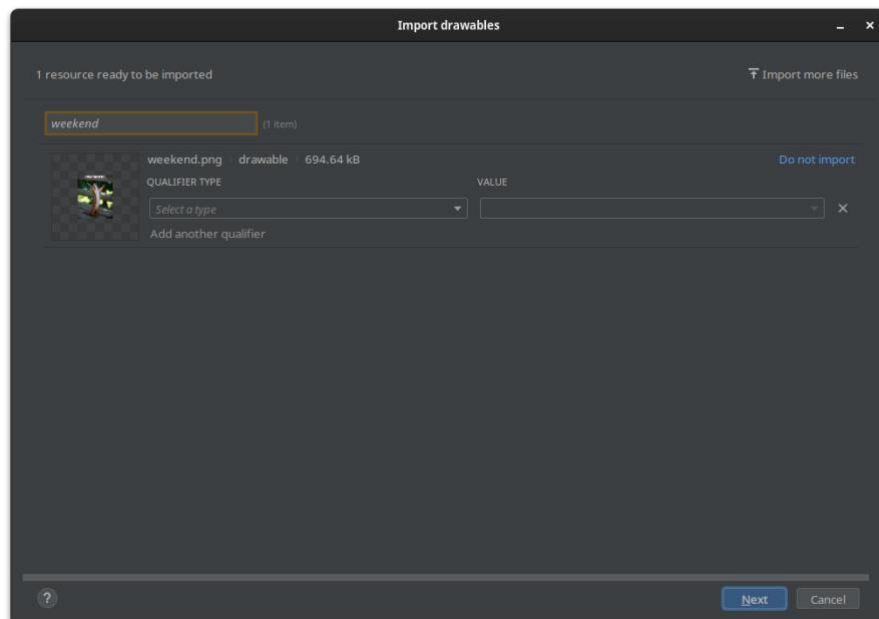 Import drawables
1 resource ready to be imported
Import more files
weekend
(1 item)
weekend.png drawable 694.64 kB
Do not import
QUALIFIER TYPE
VALUE
Select a type
Add another qualifier
?
Next
Cancel